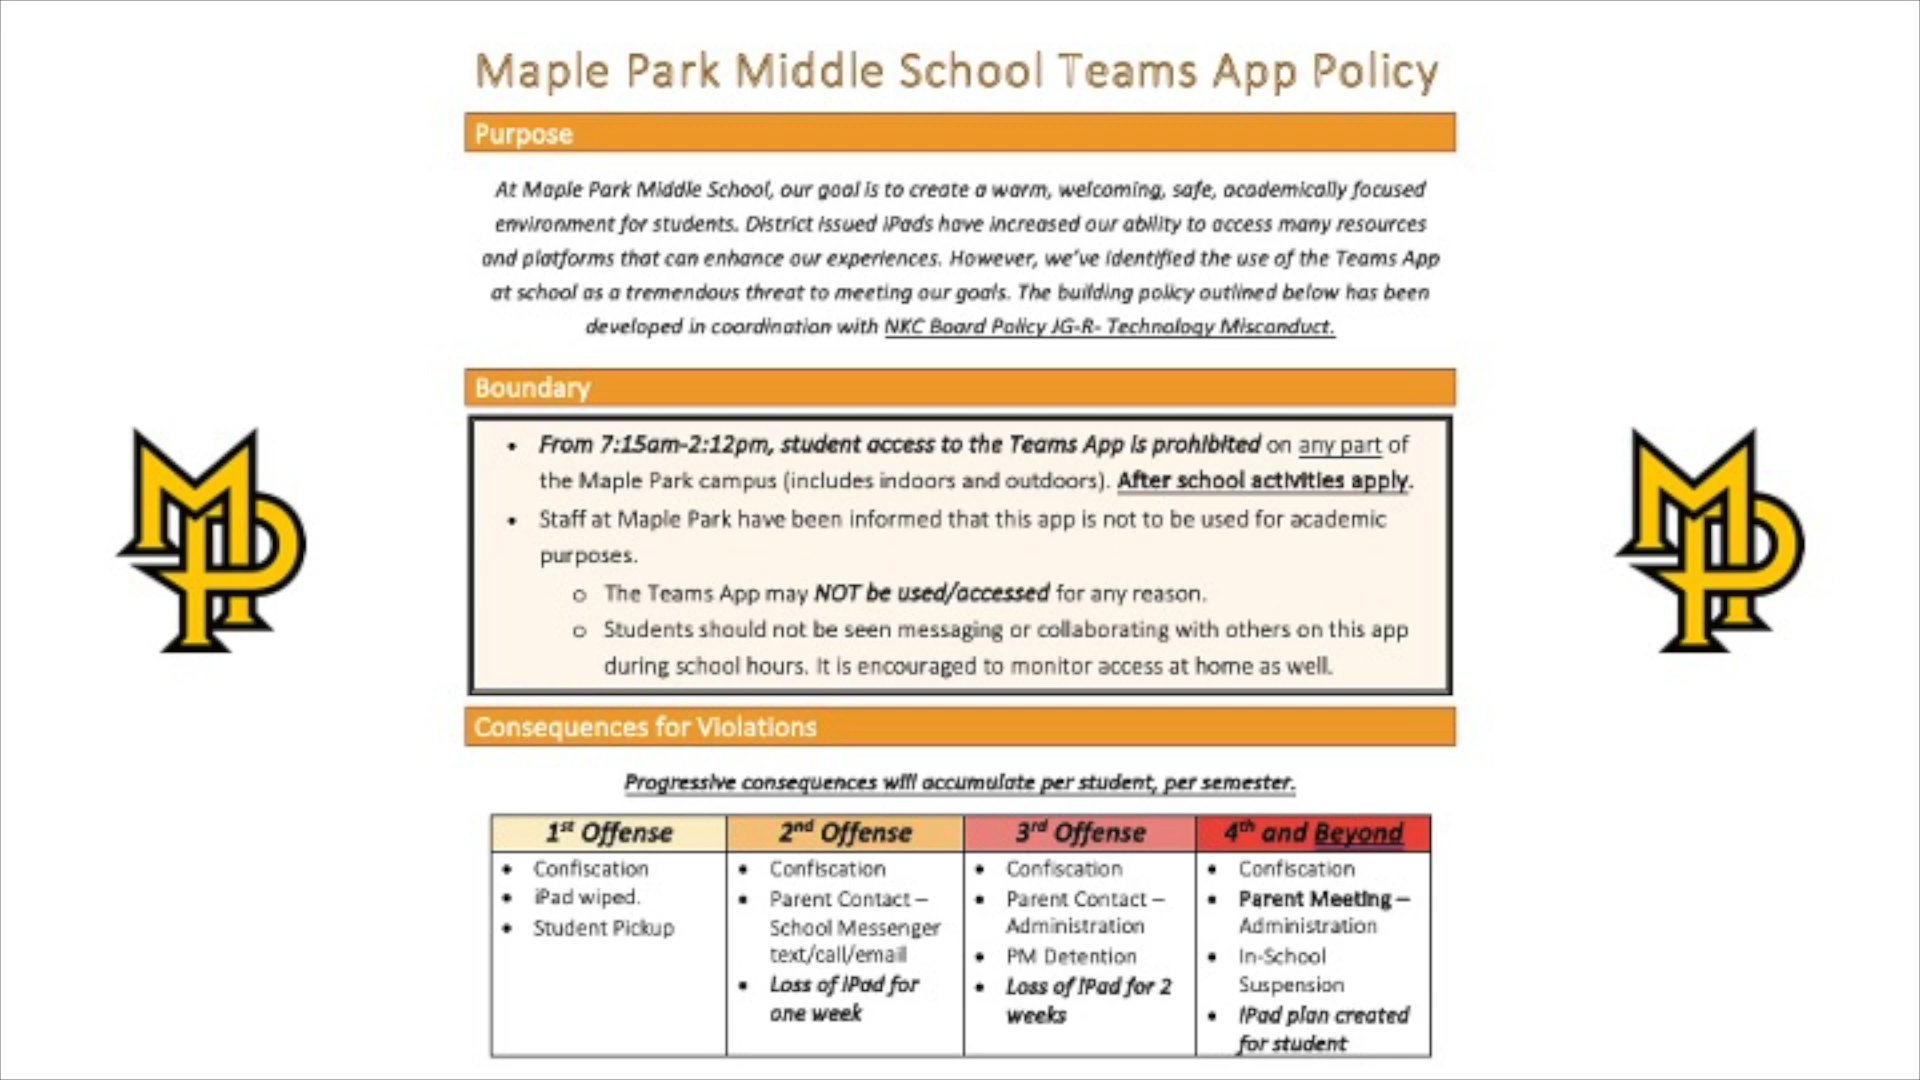 Maple Park Middle School Teams App Policy
Purpose
At Maple Park Middle School, our goal is to create a warm, welcoming, safe, academically focused
environment for students. District issued iPads have increased our ability to access many resources
and platforms that can enhance our experiences. However, we've identified the use of the Teams App
at school as a tremendous threat to meeting our goals. The building policy outlined below has been
developed in coordination with NKC Board Policy JG-R- Technology Misconduct.
Boundary
• From 7:15am-2:12pm, student access to the Teams App is prohibited on any part of
the Maple Park campus (includes indoors and outdoors). After school activities apply.
• Staff at Maple Park have been informed that this app is not to be used for academic
purposes.
o The Teams App may NOT be used/accessed for any reason.
o Students should not be seen messaging or collaborating with others on this app
during school hours. It is encouraged to monitor access at home as well.
MP
MP
Consequences for Violations
Progressive consequences will accumulate per student, per semester.
1st Offense
• Confiscation
• iPad wiped.
• Student Pickup
2nd Offense
• Confiscation
• Parent Contact –
School Messenger
text/call/email
• Loss of iPad for
one week
3rd Offense
• Confiscation
• Parent Contact –
Administration
• PM Detention
• Loss of iPad for 2
weeks
4th and Beyond
• Confiscation
• Parent Meeting –
Administration
• In-School
Suspension
• iPad plan created
for student